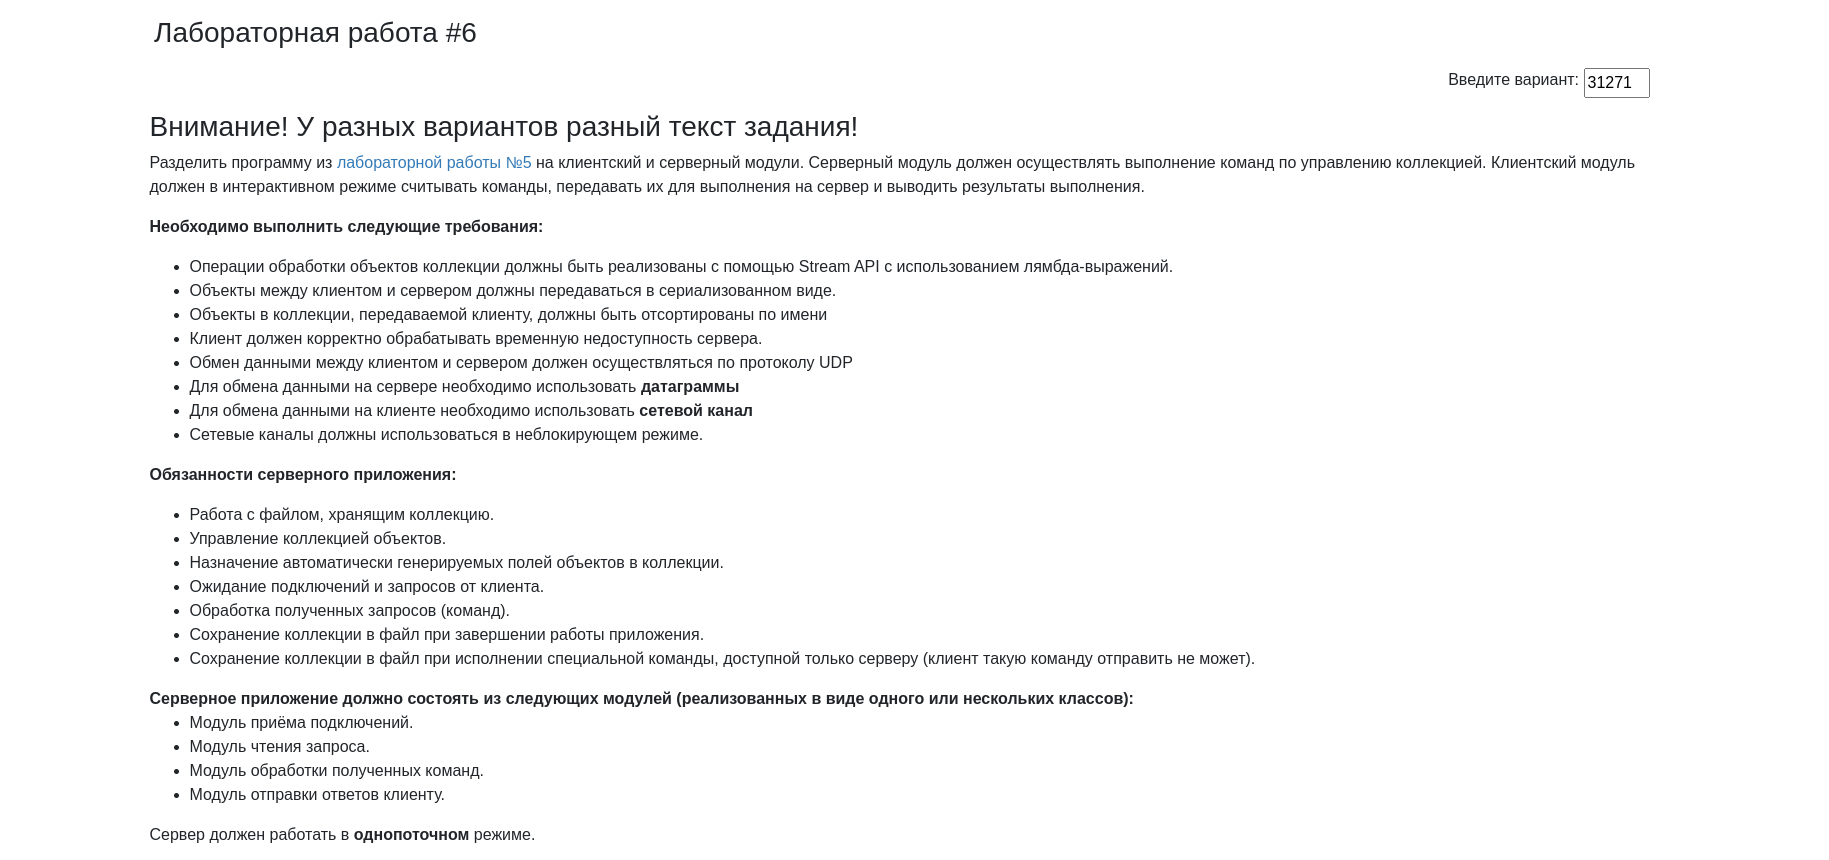 Лабораторная работа #6
Введите вариант: 31271
Внимание! У разных вариантов разный текст задания!
Разделить программу из лабораторной работы №5 на клиентский и серверный модули. Серверный модуль должен осуществлять выполнение команд по управлению коллекцией. Клиентский модуль
должен в интерактивном режиме считывать команды, передавать их для выполнения на сервер и выводить результаты выполнения.
Необходимо выполнить следующие требования:
• Операции обработки объектов коллекции должны быть реализованы с помощью Stream API с использованием лямбда-выражений.
• Объекты между клиентом и сервером должны передаваться в сериализованном виде.
• Объекты в коллекции, передаваемой клиенту, должны быть отсортированы по имени
• Клиент должен корректно обрабатывать временную недоступность сервера.
• Обмен данными между клиентом и сервером должен осуществляться по протоколу UDP
• Для обмена данными на сервере необходимо использовать датаграммы
• Для обмена данными на клиенте необходимо использовать сетевой канал
• Сетевые каналы должны использоваться в неблокирующем режиме.
Обязанности серверного приложения:
• Работа с файлом, хранящим коллекцию.
• Управление коллекцией объектов.
• Назначение автоматически генерируемых полей объектов в коллекции.
• Ожидание подключений и запросов от клиента.
• Обработка полученных запросов (команд).
• Сохранение коллекции в файл при завершении работы приложения.
• Сохранение коллекции в файл при исполнении специальной команды, доступной только серверу (клиент такую команду отправить не может).
Серверное приложение должно состоять из следующих модулей (реализованных в виде одного или нескольких классов):
• Модуль приёма подключений.
• Модуль чтения запроса.
• Модуль обработки полученных команд.
• Модуль отправки ответов клиенту.
Сервер должен работать в однопоточном режиме.